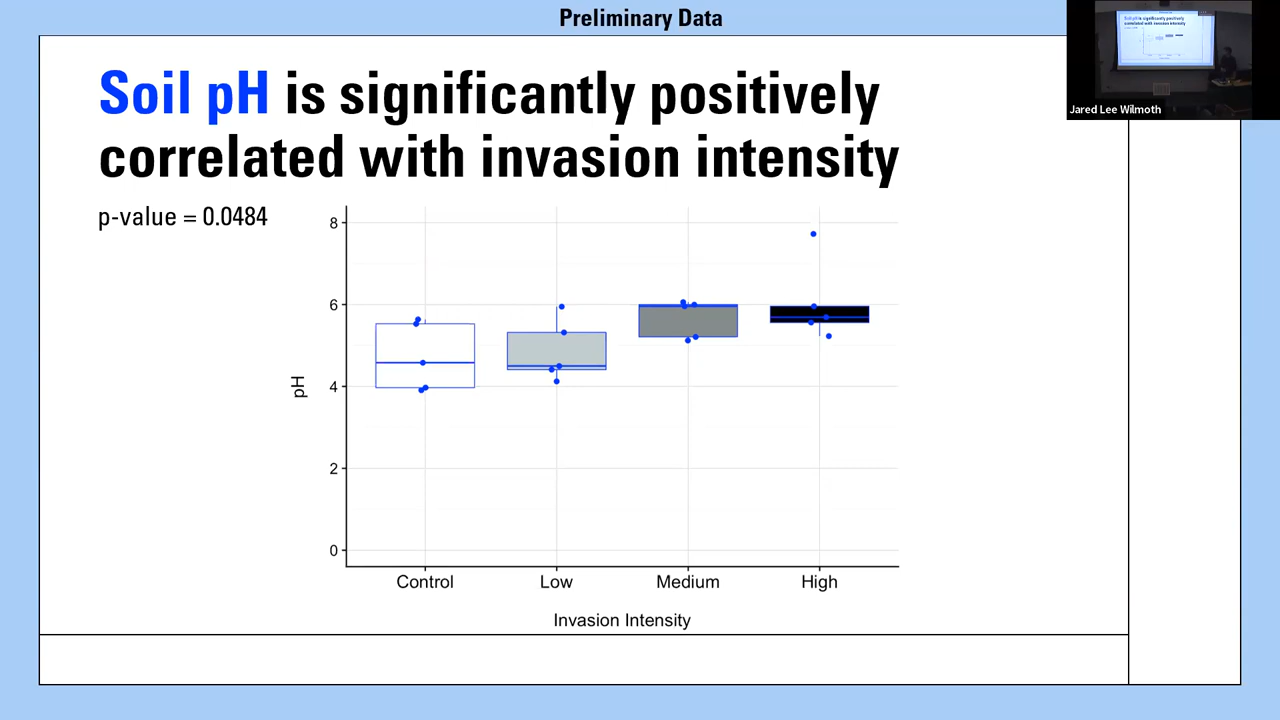 Preliminary Data
Soil pH is significantly positively
correlated with invasion intensity
p-value = 0.0484
Jared Lee Wilmoth
8
6
4
2
0
pH
Control Low Medium High
Invasion Intensity